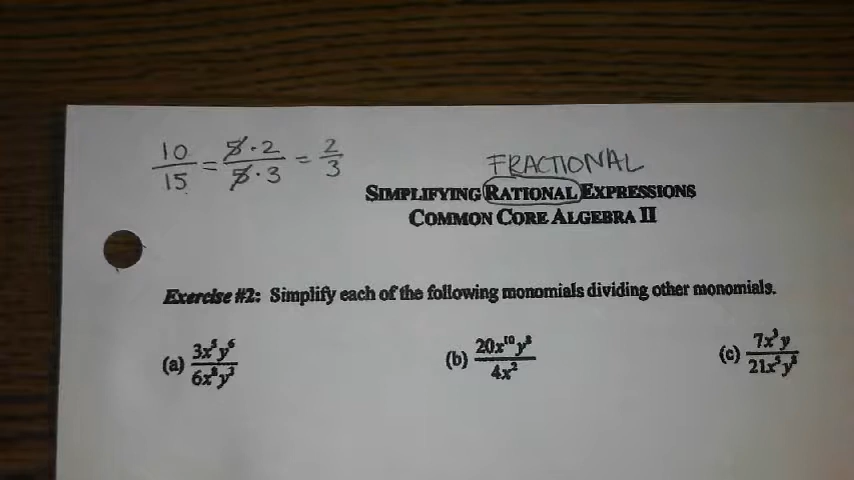 10/15 = 5·2/5·3 = 2/3
FRACTIONAL
SIMPLIFYING RATIONAL EXPRESSIONS
COMMON CORE ALGEBRA II
Exercise #2: Simplify each of the following monomials dividing other monomials.
(a) 3x⁵y⁶/6x⁸y³ (b) 20x¹⁰y⁸/4x² (c) 7x³y/21x⁵y⁸